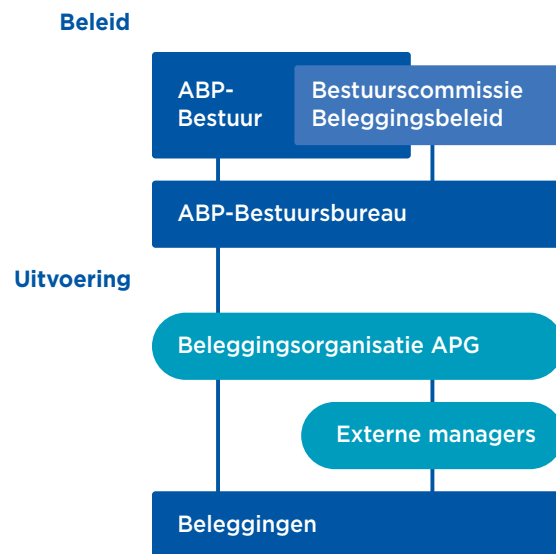 Beleid
ABP-
Bestuur
Bestuurscommissie
Beleggingsbeleid
ABP-Bestuursbureau
Uitvoering
Beleggingsorganisatie APG
Externe managers
Beleggingen